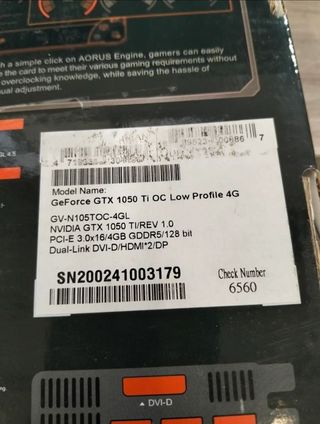 h a simple click on AORUS Engine, gamers can easily
e the card to meet their various gaming requirements without
overclocking knowledge, while saving the hassle of
ual adjustment.
Model Name:
GeForce GTX 1050 Ti OC Low Profile 4G
GV-N105TOC-4GL
NVIDIA GTX 1050 TI/REV 1.0
PCI-E 3.0x16/4GB GDDR5/128 bit
Dual-Link DVI-D/HDMI*2/DP
SN200241003179
Check Number
6560
▲ DVI-D